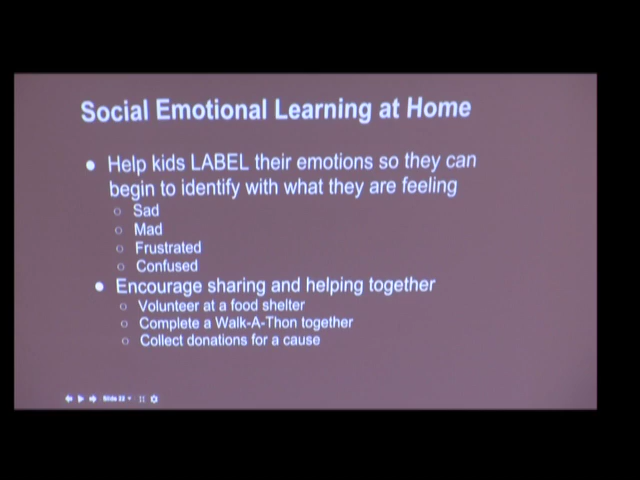 Social Emotional Learning at Home
● Help kids LABEL their emotions so they can
begin to identify with what they are feeling
○ Sad
○ Mad
○ Frustrated
○ Confused
● Encourage sharing and helping together
○ Volunteer at a food shelter
○ Complete a Walk-A-Thon together
○ Collect donations for a cause
Slide